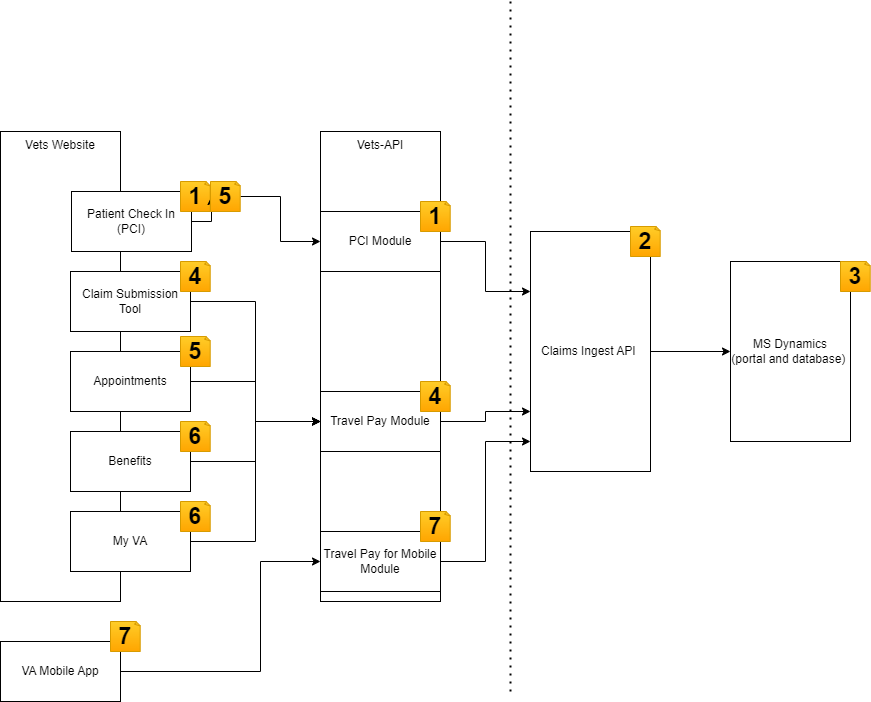 Vets Website
Vets-API
1
5
Patient Check In
(PCI)
1
PCI Module
2
4
Claim Submission
Tool
3
5
Appointments
Claims Ingest API
MS Dynamics
(portal and database)
4
Travel Pay Module
6
Benefits
6
My VA
7
Travel Pay for Mobile
Module
7
VA Mobile App